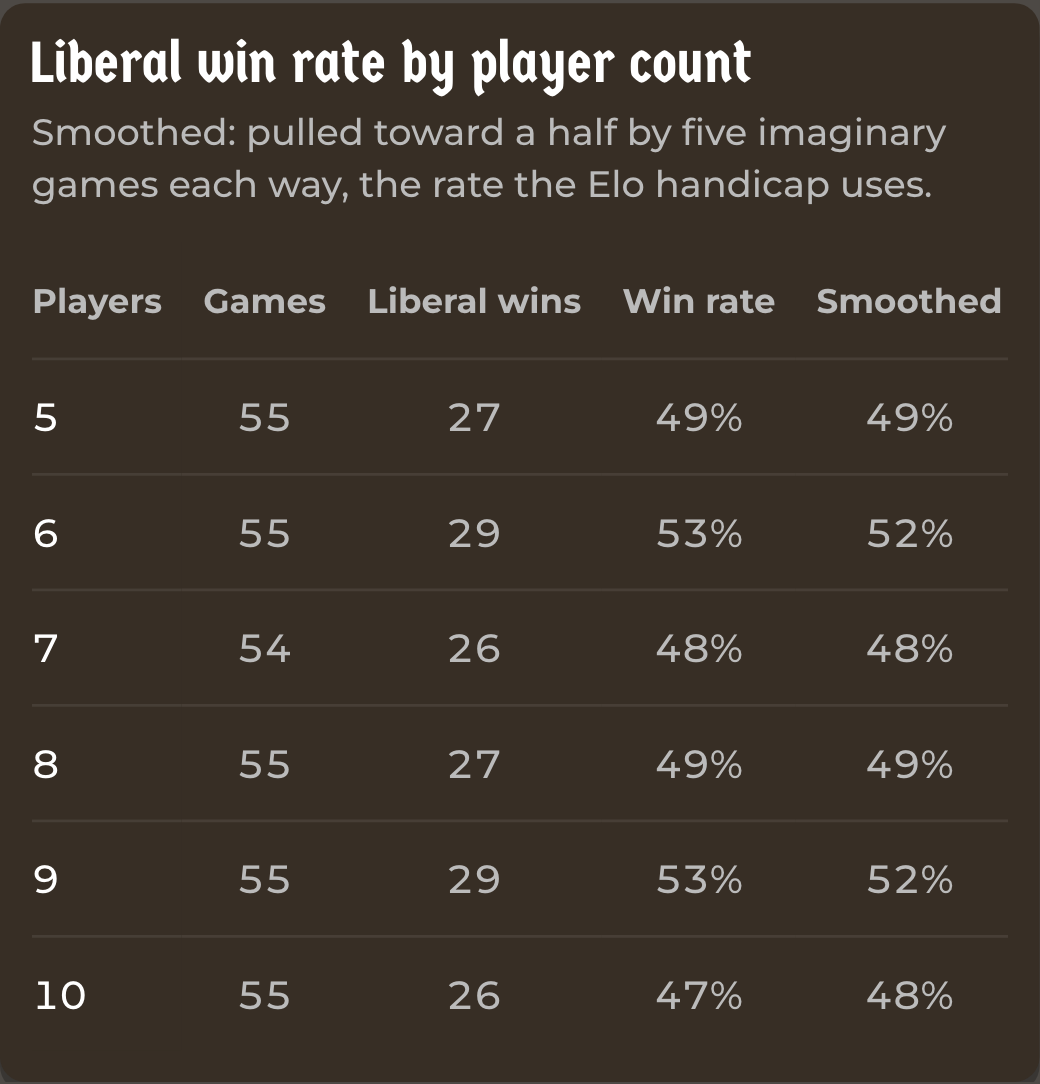 Liberal win rate by player count
Smoothed: pulled toward a half by five imaginary
games each way, the rate the Elo handicap uses.
Players Games Liberal wins Win rate Smoothed
5 55 27 49% 49%
6 55 29 53% 52%
7 54 26 48% 48%
8 55 27 49% 49%
9 55 29 53% 52%
10 55 26 47% 48%